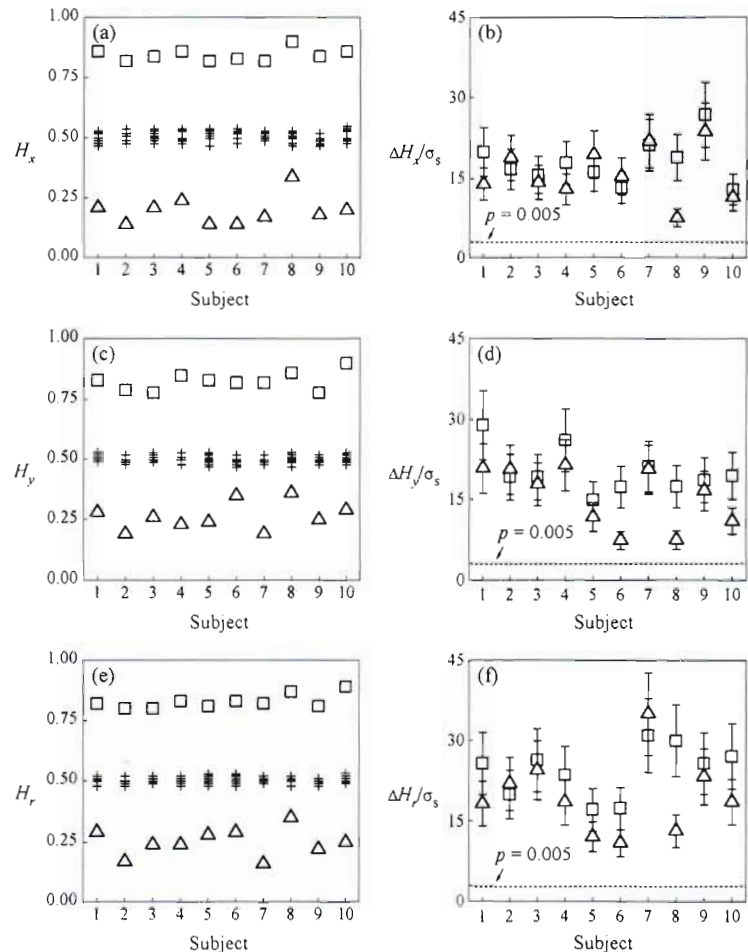 (a)
1.00
0.75
0.50
0.25
0.00
H_x
1 2 3 4 5 6 7 8 9 10
Subject
(b)
45
30
15
0
ΔH_x/σ_s
p = 0.005
1 2 3 4 5 6 7 8 9 10
Subject
(c)
1.00
0.75
0.50
0.25
0.00
H_y
1 2 3 4 5 6 7 8 9 10
Subject
(d)
45
30
15
0
ΔH_y/σ_s
p = 0.005
1 2 3 4 5 6 7 8 9 10
Subject
(e)
1.00
0.75
0.50
0.25
0.00
H_r
1 2 3 4 5 6 7 8 9 10
Subject
(f)
45
30
15
0
ΔH_r/σ_s
p = 0.005
1 2 3 4 5 6 7 8 9 10
Subject